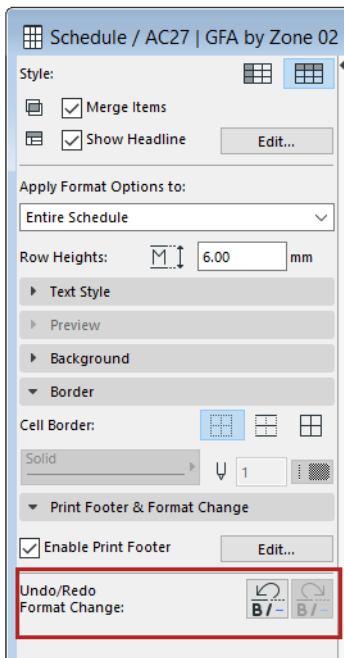 Schedule / AC27 | GFA by Zone 02
Style:
Merge Items
Show Headline
Edit...
Apply Format Options to:
Entire Schedule
Row Heights:
M
6.00
mm
Text Style
Preview
Background
Border
Cell Border:
Solid
1
Print Footer & Format Change
Enable Print Footer
Edit...
Undo/Redo
Format Change:
B / –
B / –